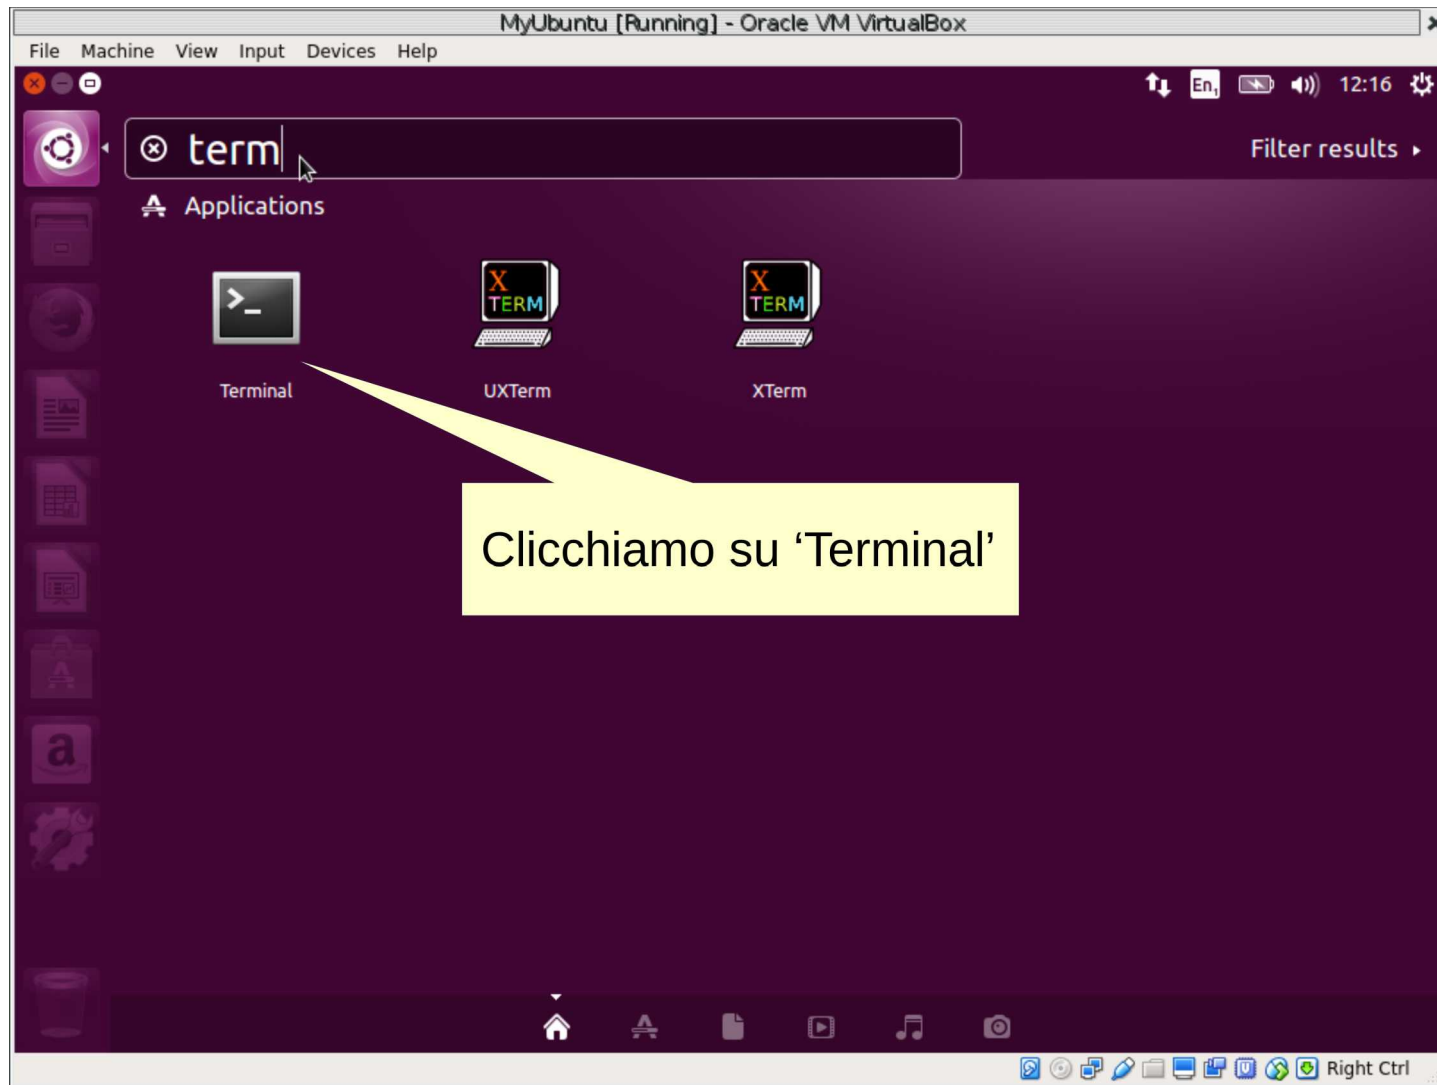 MyUbuntu [Running] - Oracle VM VirtualBox
File Machine View Input Devices Help
En1 12:16
term
Filter results
Applications
X TERM
X TERM
Terminal UXTerm XTerm
Clicchiamo su ‘Terminal’
a
Right Ctrl